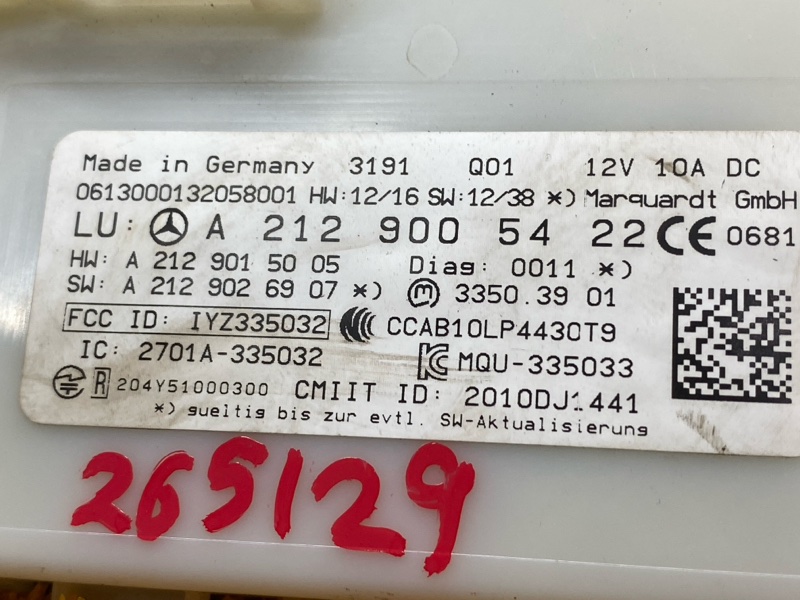 Made in Germany 3191 Q01 12V 10A DC
0613000132058001 HW:12/16 SW:12/38 *) Marquardt GmbH
LU: A 212 900 54 22 CE 0681
HW: A 212 901 50 05 Diag: 0011 *)
SW: A 212 902 69 07 *) m 3350.3901
FCC ID: IYZ335032 CCAB10LP4430T9
IC: 2701A-335032 MQU-335033
R 204Y51000300 CMIIT ID: 2010DJ1441
*) gueltig bis zur evtl. SW-Aktualisierung
265129